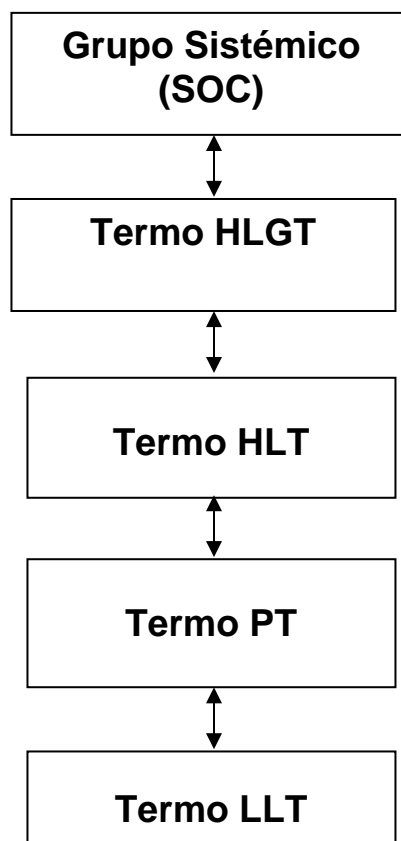 Grupo Sistémico
(SOC)
Termo HLGT
Termo HLT
Termo PT
Termo LLT